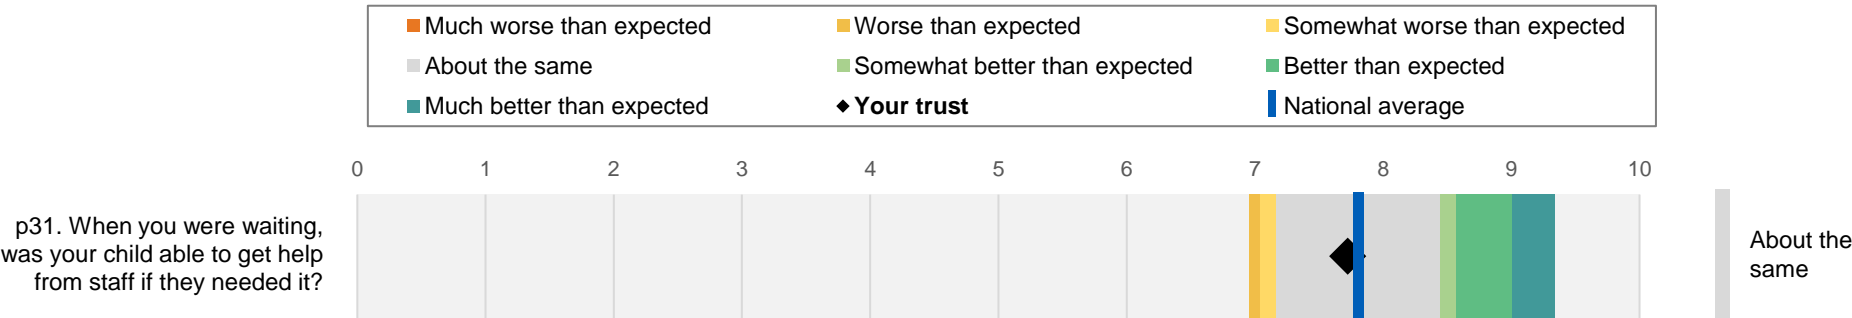 Much worse than expected
Worse than expected
Somewhat worse than expected
About the same
Somewhat better than expected
Better than expected
Much better than expected
Your trust
National average
0 1 2 3 4 5 6 7 8 9 10
p31. When you were waiting,
was your child able to get help
from staff if they needed it?
About the
same